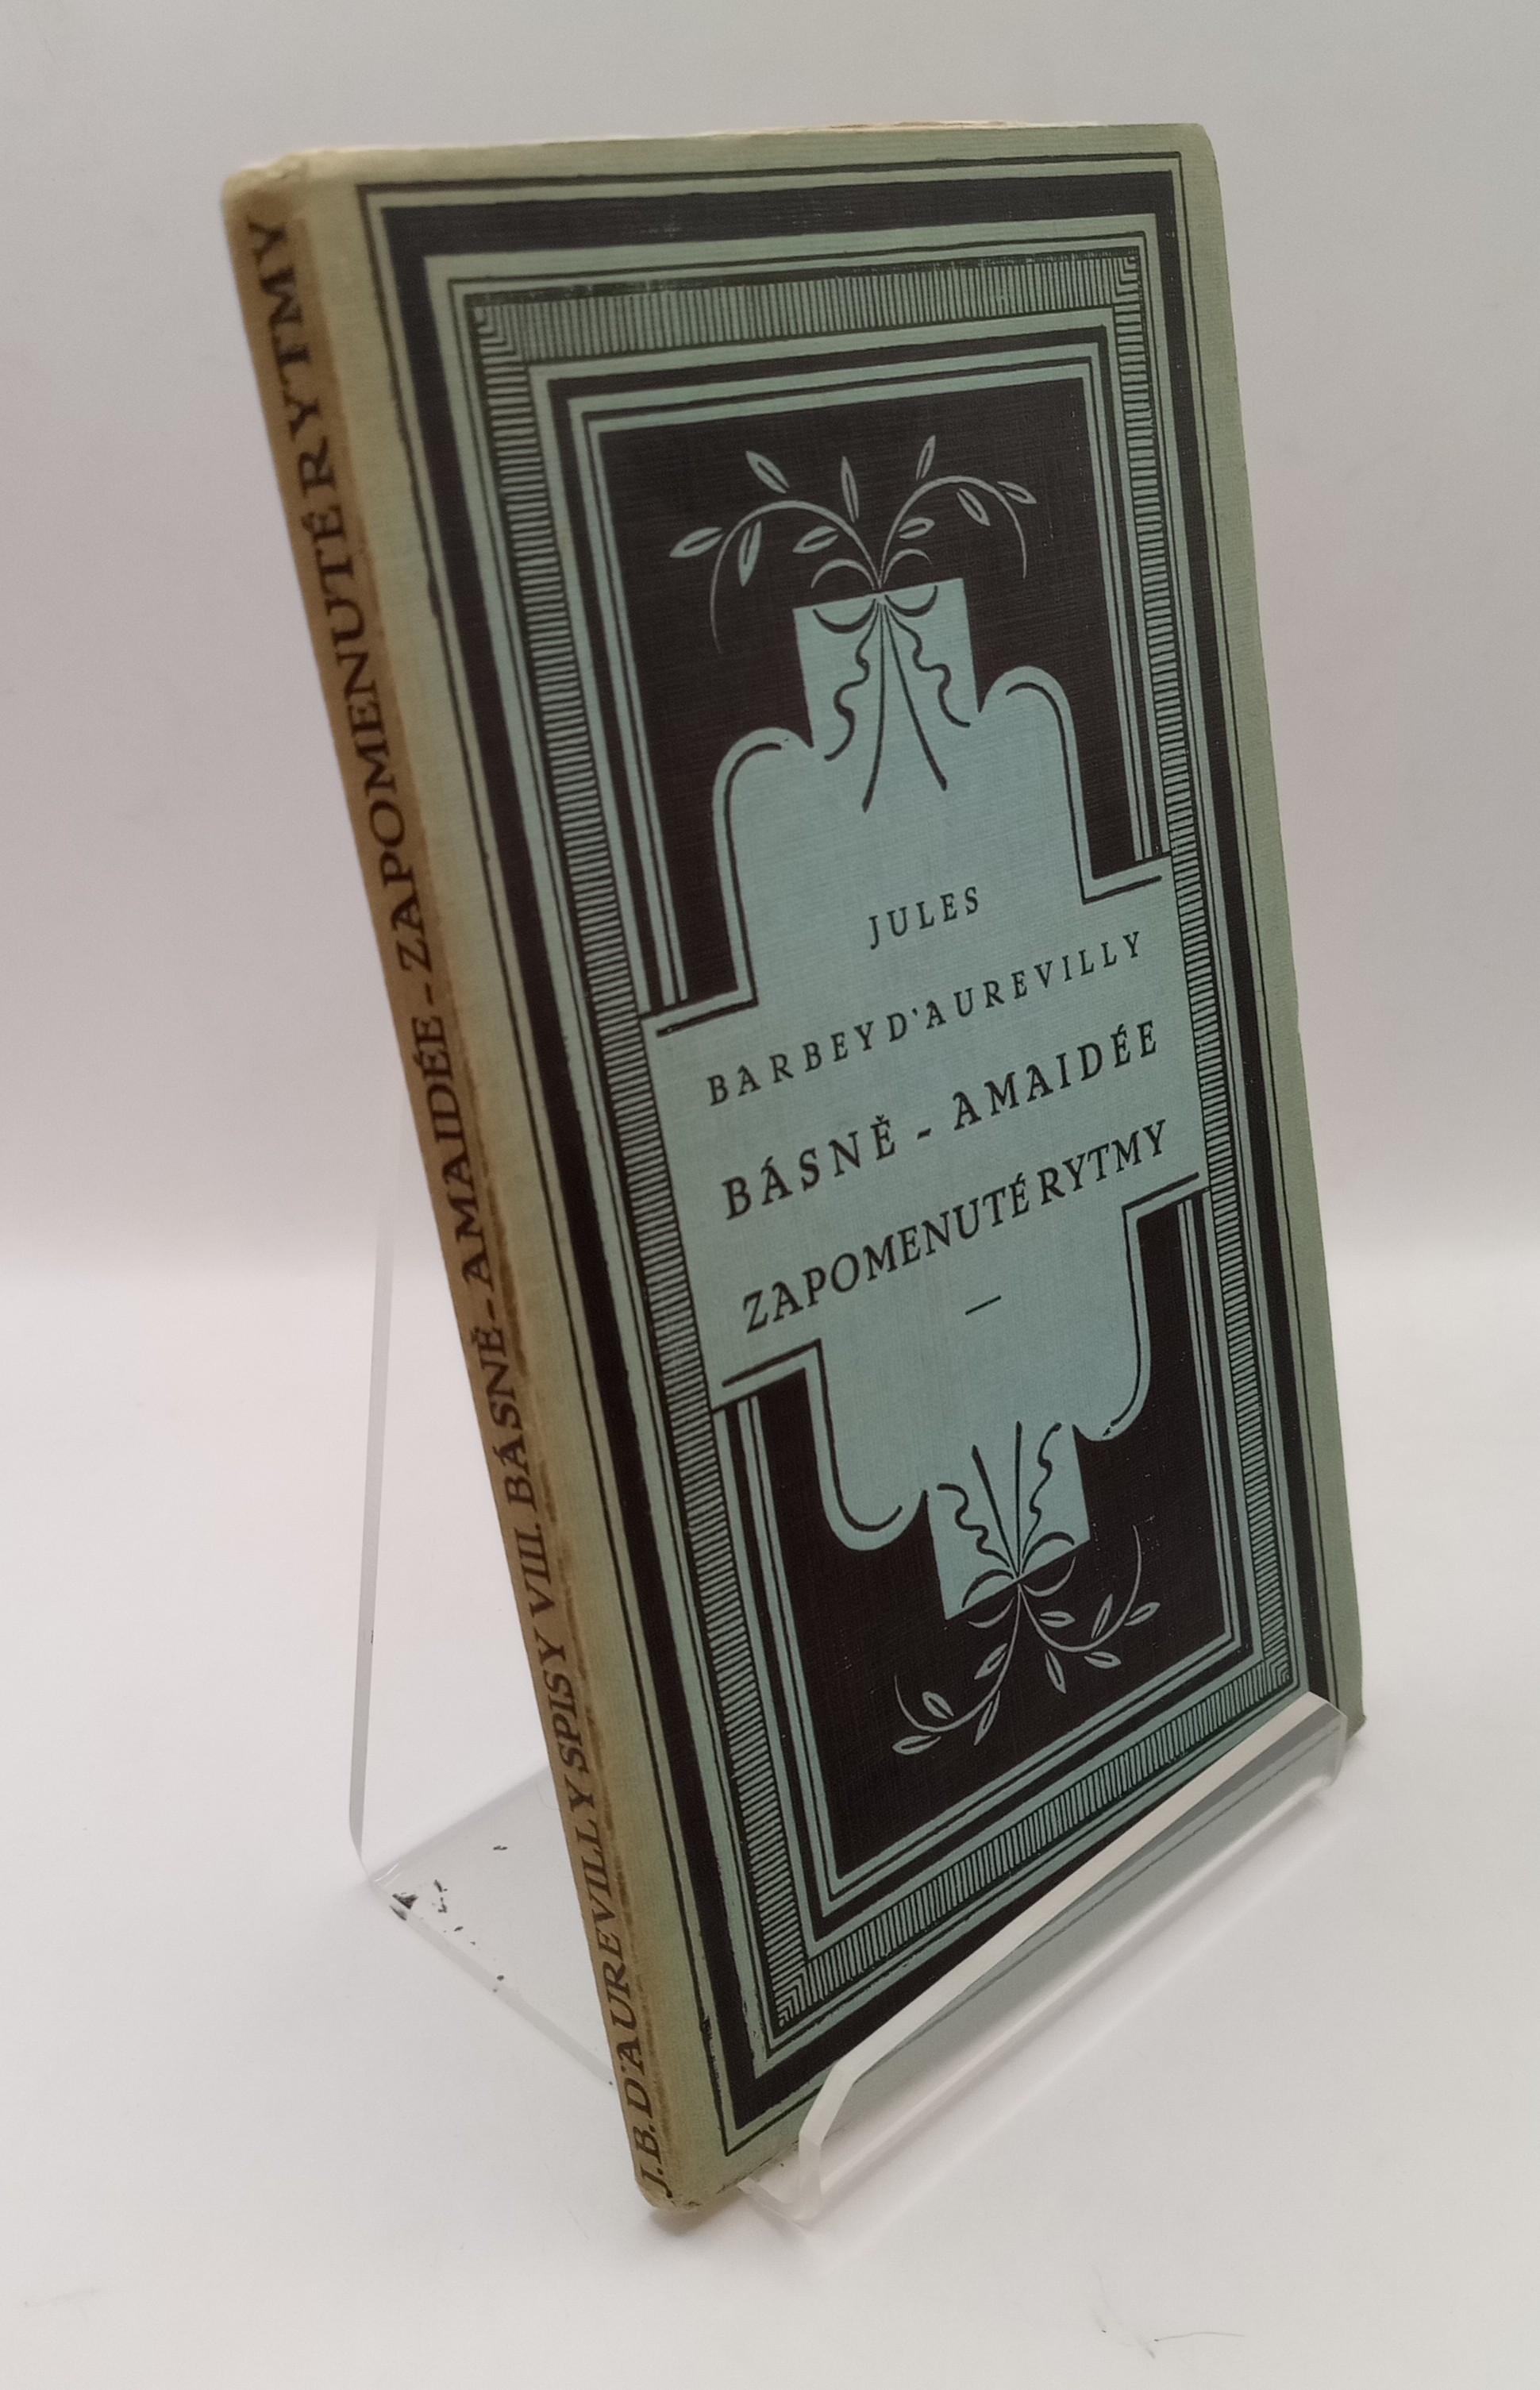 J. B. D'AUREVILLY SPISY VIII. BÁSNĚ - AMAIDÉE - ZAPOMENUTÉ RYTMY
JULES
BARBEY D'AUREVILLY
BÁSNĚ - AMAIDÉE
ZAPOMENUTÉ RYTMY
—